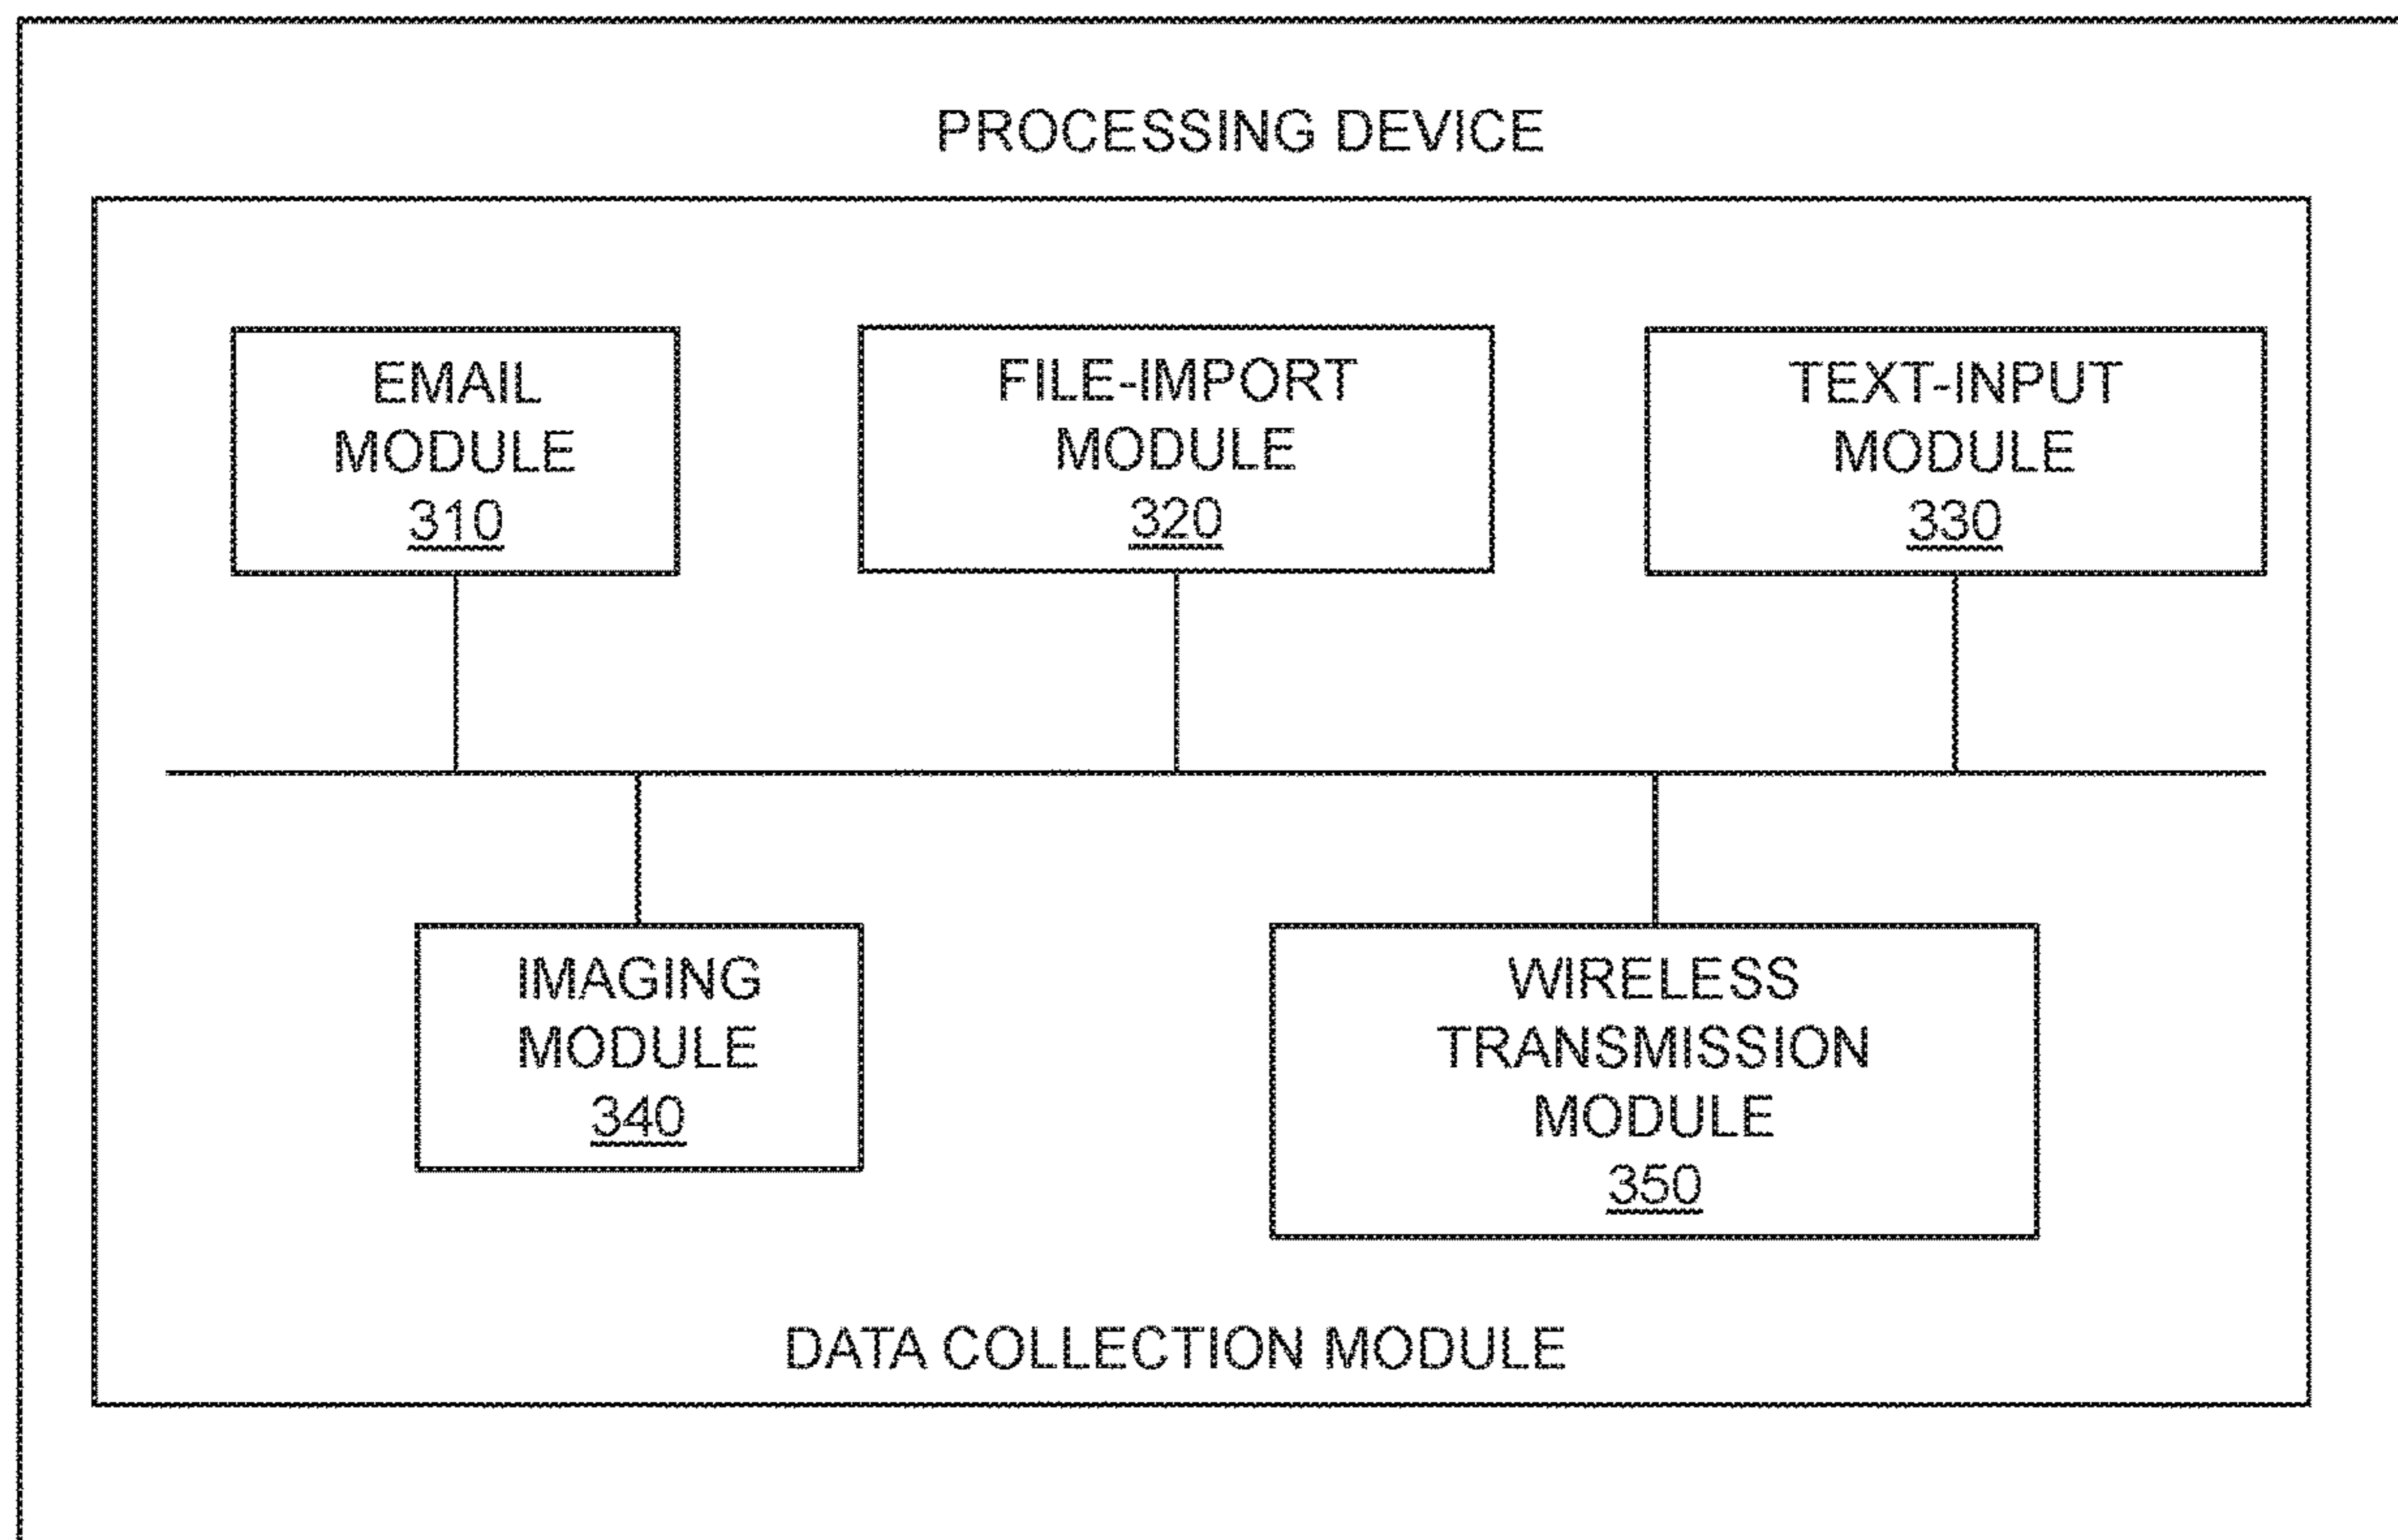 PROCESSING DEVICE
EMAIL
MODULE
310
FILE-IMPORT
MODULE
320
TEXT-INPUT
MODULE
330
IMAGING
MODULE
340
WIRELESS
TRANSMISSION
MODULE
350
DATA COLLECTION MODULE